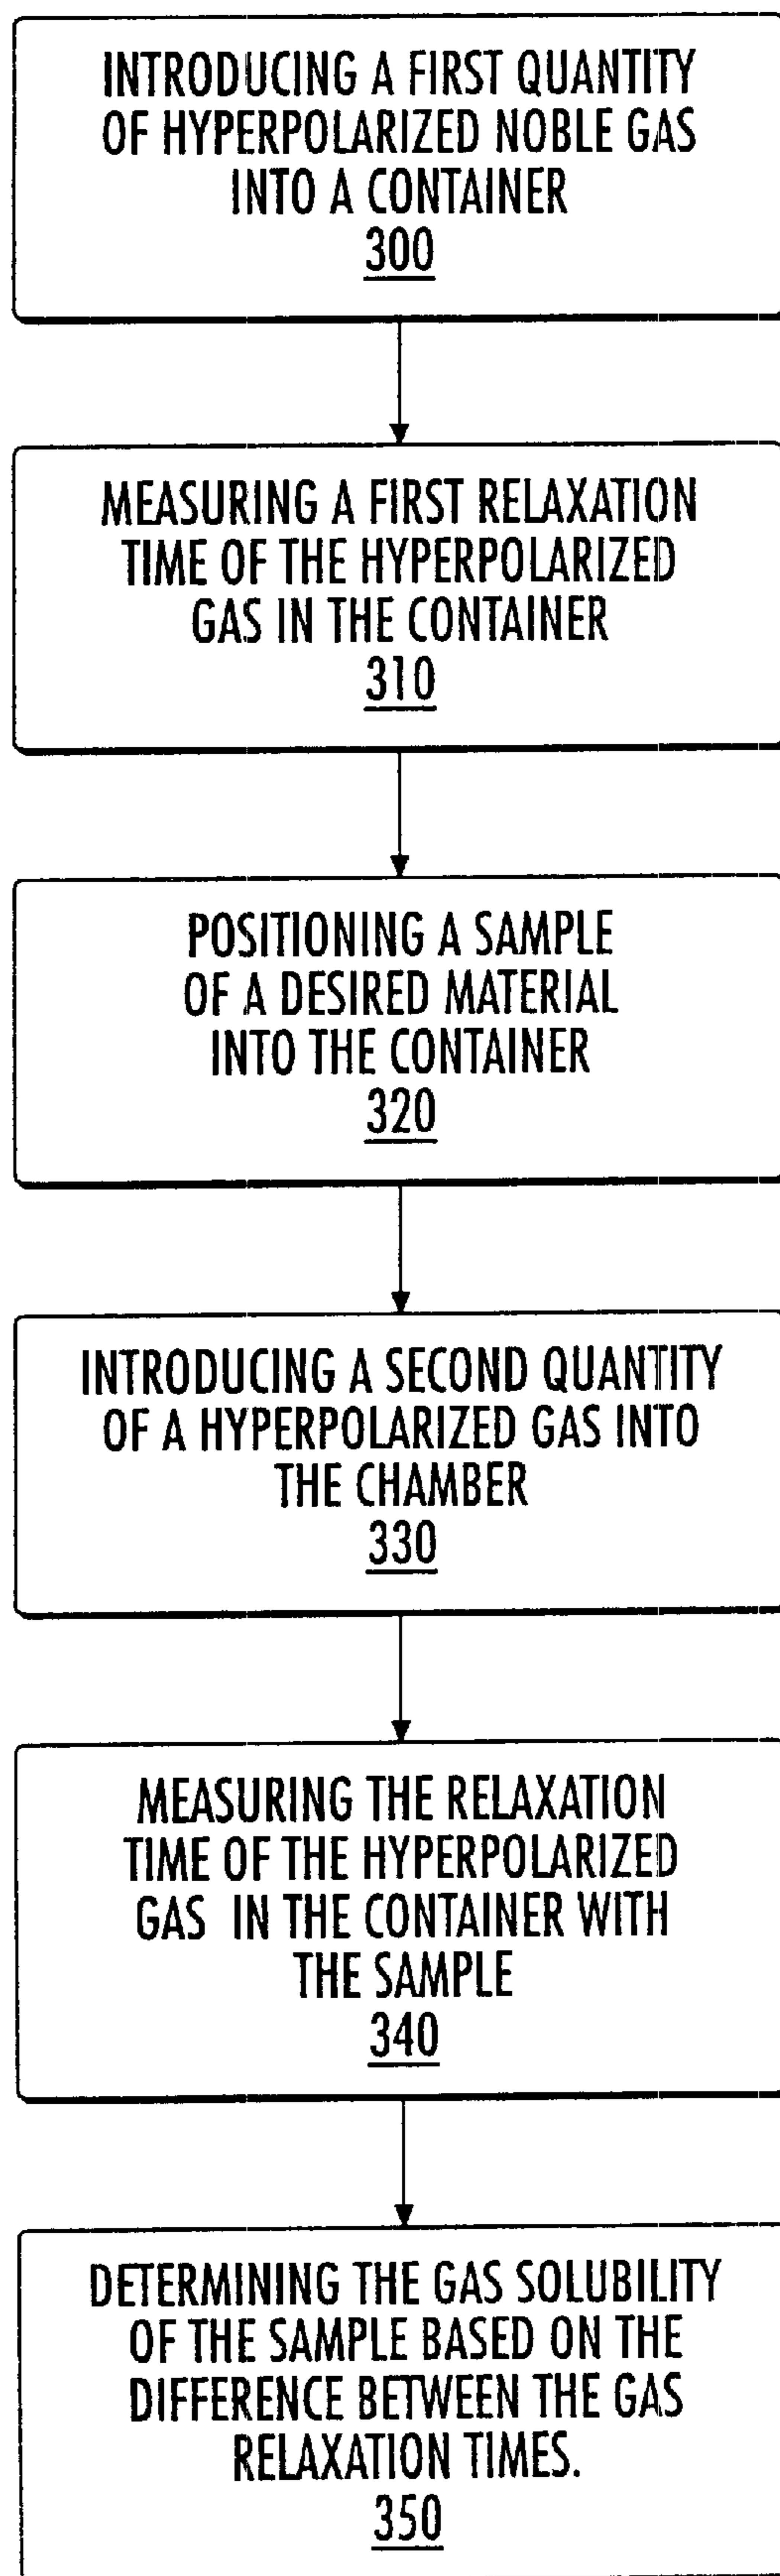 INTRODUCING A FIRST QUANTITY
OF HYPERPOLARIZED NOBLE GAS
INTO A CONTAINER
300
MEASURING A FIRST RELAXATION
TIME OF THE HYPERPOLARIZED
GAS IN THE CONTAINER
310
POSITIONING A SAMPLE
OF A DESIRED MATERIAL
INTO THE CONTAINER
320
INTRODUCING A SECOND QUANTITY
OF A HYPERPOLARIZED GAS INTO
THE CHAMBER
330
MEASURING THE RELAXATION
TIME OF THE HYPERPOLARIZED
GAS IN THE CONTAINER WITH
THE SAMPLE
340
DETERMINING THE GAS SOLUBILITY
OF THE SAMPLE BASED ON THE
DIFFERENCE BETWEEN THE GAS
RELAXATION TIMES.
350